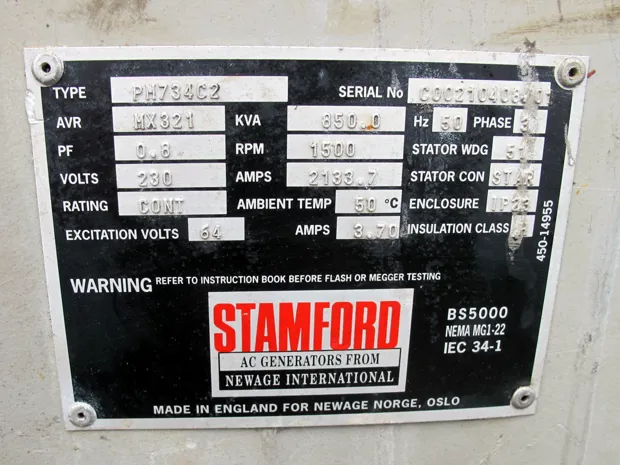 TYPE PM734C2 SERIAL No
AVR MX321 KVA 850.0 Hz 50 PHASE 3
PF 0.8 RPM 1500 STATOR WDG
VOLTS 230 AMPS 2133.7 STATOR CON STAR
RATING CONT AMBIENT TEMP 50 °C ENCLOSURE IP23
EXCITATION VOLTS 64 AMPS 3.70 INSULATION CLASS
450-14955
WARNING REFER TO INSTRUCTION BOOK BEFORE FLASH OR MEGGER TESTING
STAMFORD
AC GENERATORS FROM
NEWAGE INTERNATIONAL
BS5000
NEMA MG1-22
IEC 34-1
MADE IN ENGLAND FOR NEWAGE NORGE, OSLO